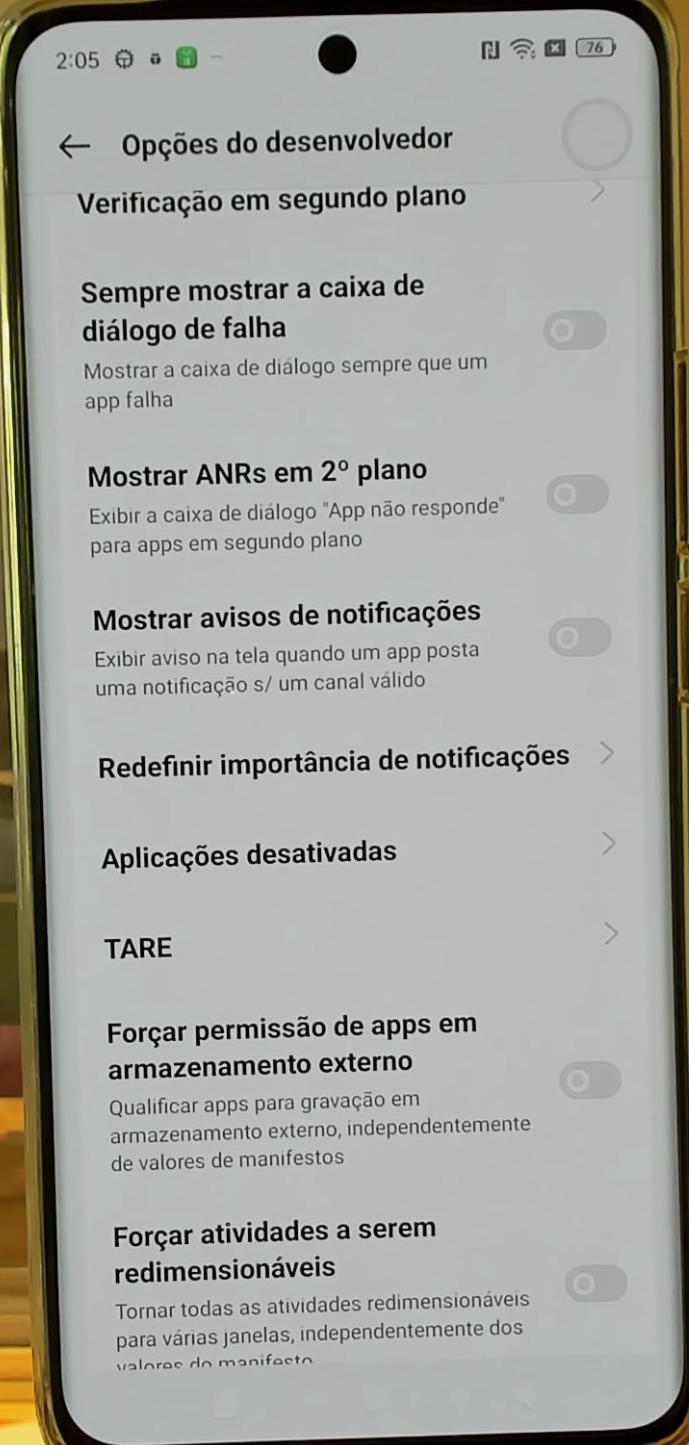 2:05
76
Opções do desenvolvedor
Verificação em segundo plano
Sempre mostrar a caixa de
diálogo de falha
Mostrar a caixa de diálogo sempre que um
app falha
Mostrar ANRs em 2º plano
Exibir a caixa de diálogo "App não responde"
para apps em segundo plano
Mostrar avisos de notificações
Exibir aviso na tela quando um app posta
uma notificação s/ um canal válido
Redefinir importância de notificações
Aplicações desativadas
TARE
Forçar permissão de apps em
armazenamento externo
Qualificar apps para gravação em
armazenamento externo, independentemente
de valores de manifestos
Forçar atividades a serem
redimensionáveis
Tornar todas as atividades redimensionáveis
para várias janelas, independentemente dos
valores do manifesto